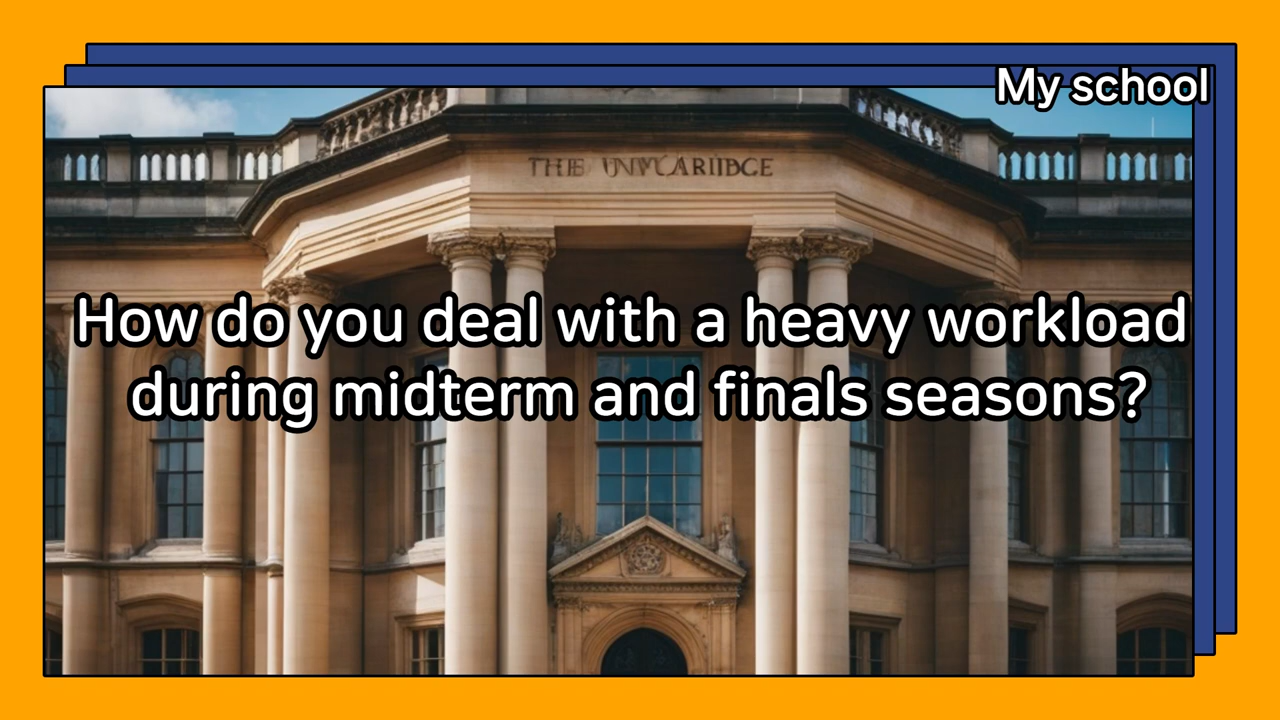 My school
THE
How do you deal with a heavy workload
during midterm and finals seasons?